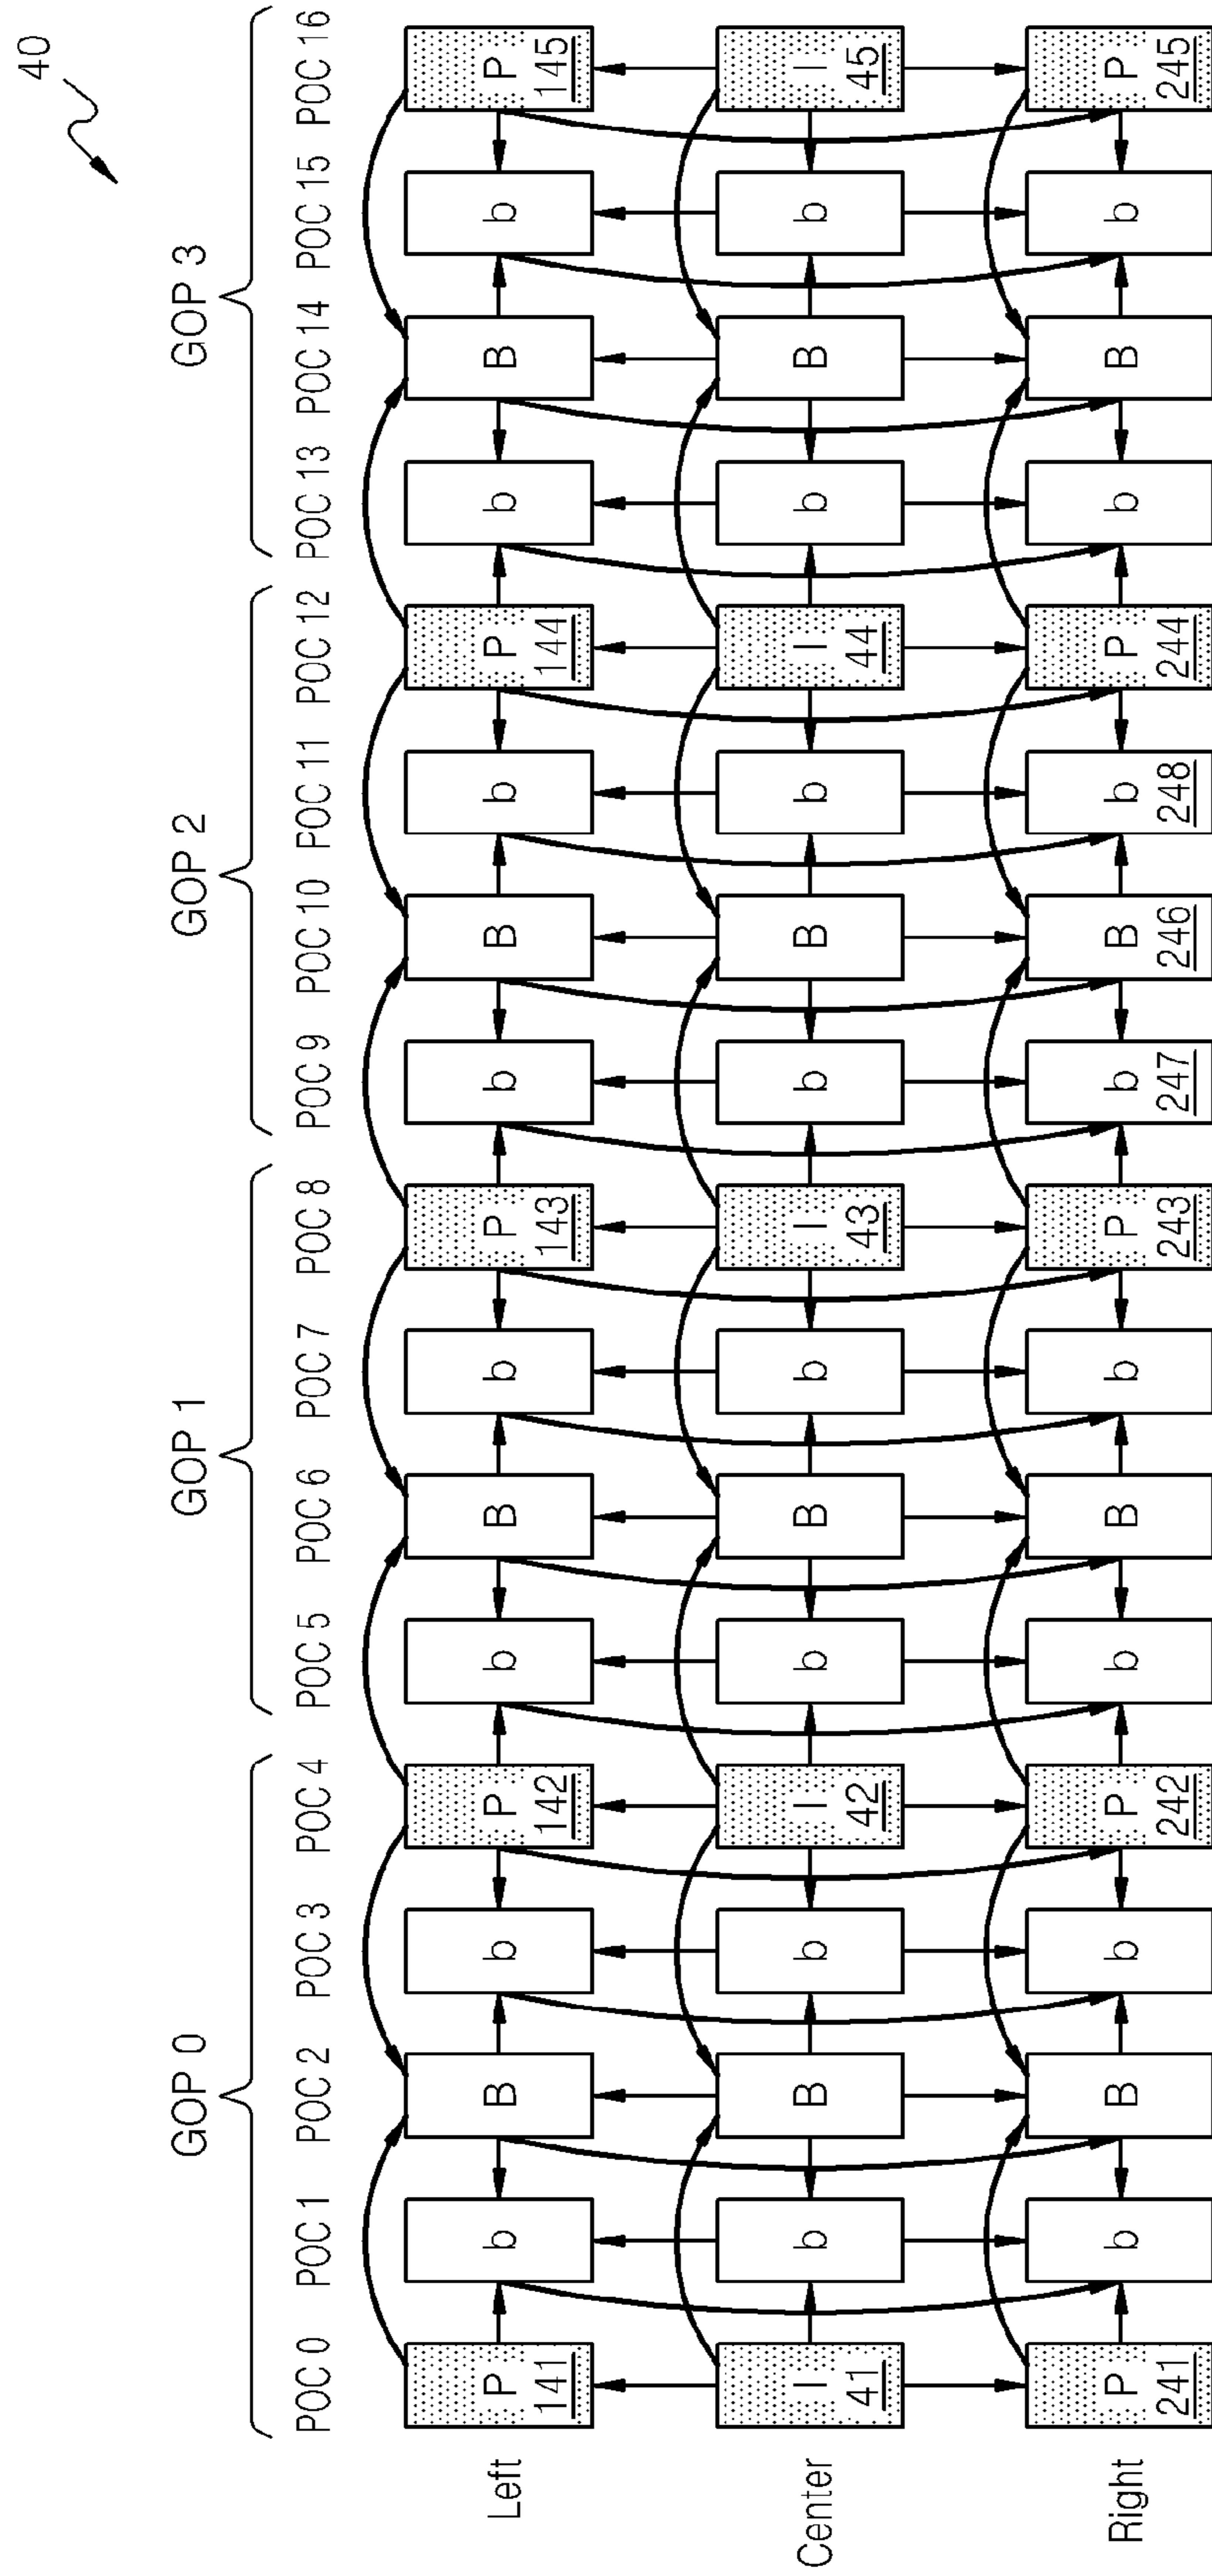 40
GOP 0 GOP 1 GOP 2 GOP 3
POC 0 POC 1 POC 2 POC 3 POC 4 POC 5 POC 6 POC 7 POC 8 POC 9 POC 10 POC 11 POC 12 POC 13 POC 14 POC 15 POC 16
Left P b B b P b B b P b B b P b B b P
141 142 143 144 145
Center I b B b I b B b I b B b I b B b I
41 42 43 44 45
Right P b B b P b B b P b B b P b B b P
241 242 243 247 246 248 244 245